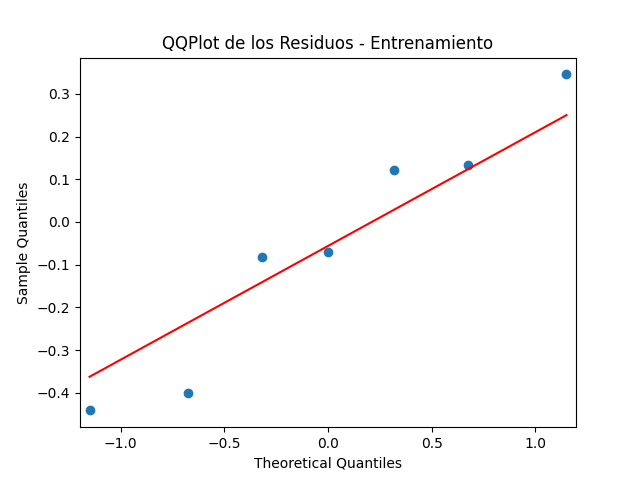 QQPlot de los Residuos - Entrenamiento
Sample Quantiles
0.3
0.2
0.1
0.0
−0.1
−0.2
−0.3
−0.4
−1.0 −0.5 0.0 0.5 1.0
Theoretical Quantiles